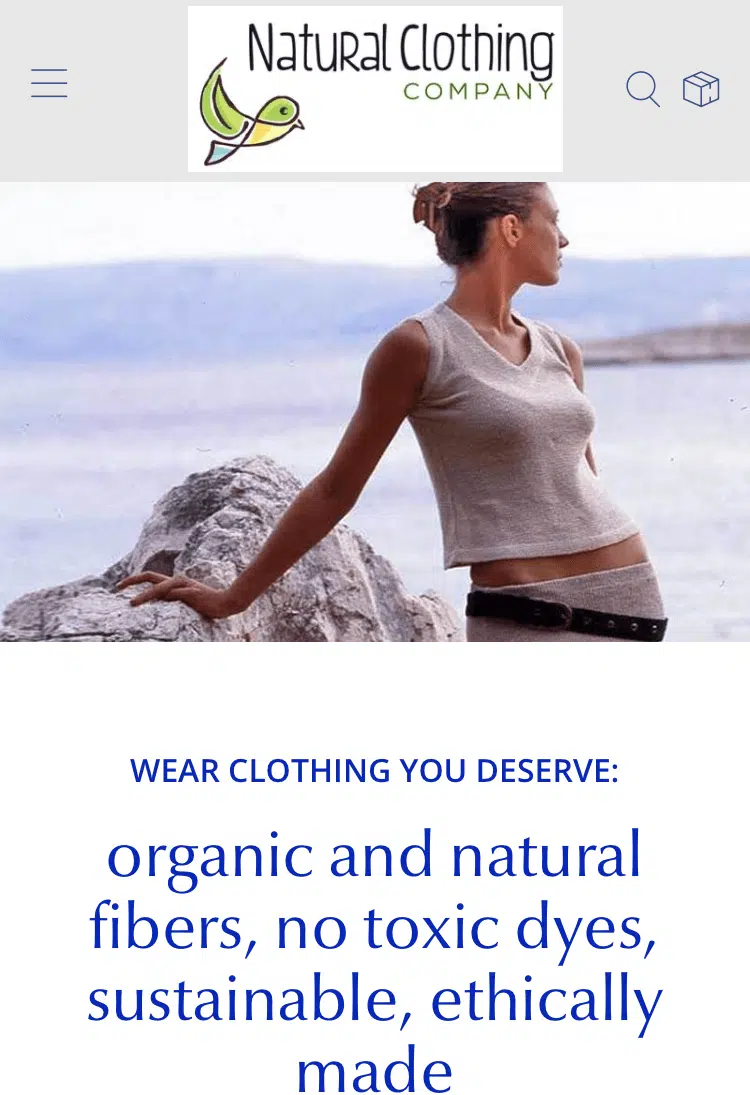 Natural Clothing
COMPANY
WEAR CLOTHING YOU DESERVE:
organic and natural
fibers, no toxic dyes,
sustainable, ethically
made